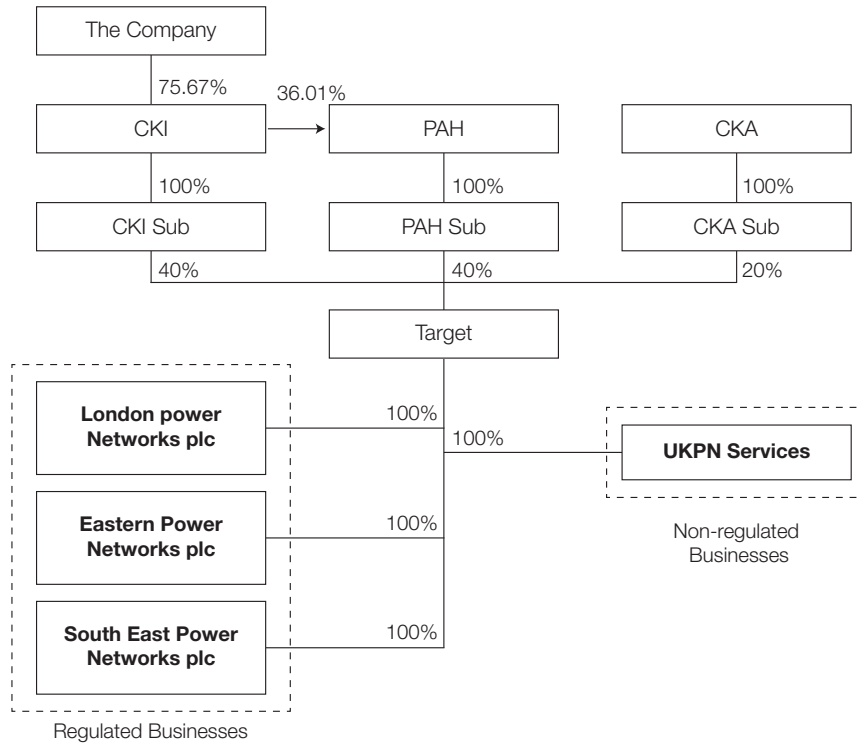 The Company
75.67%
36.01%
CKI
PAH
CKA
100%
100%
100%
CKI Sub
PAH Sub
CKA Sub
40%
40%
20%
Target
London power
Networks plc
100%
100%
UKPN Services
Eastern Power
Networks plc
100%
Non-regulated
Businesses
South East Power
Networks plc
100%
Regulated Businesses